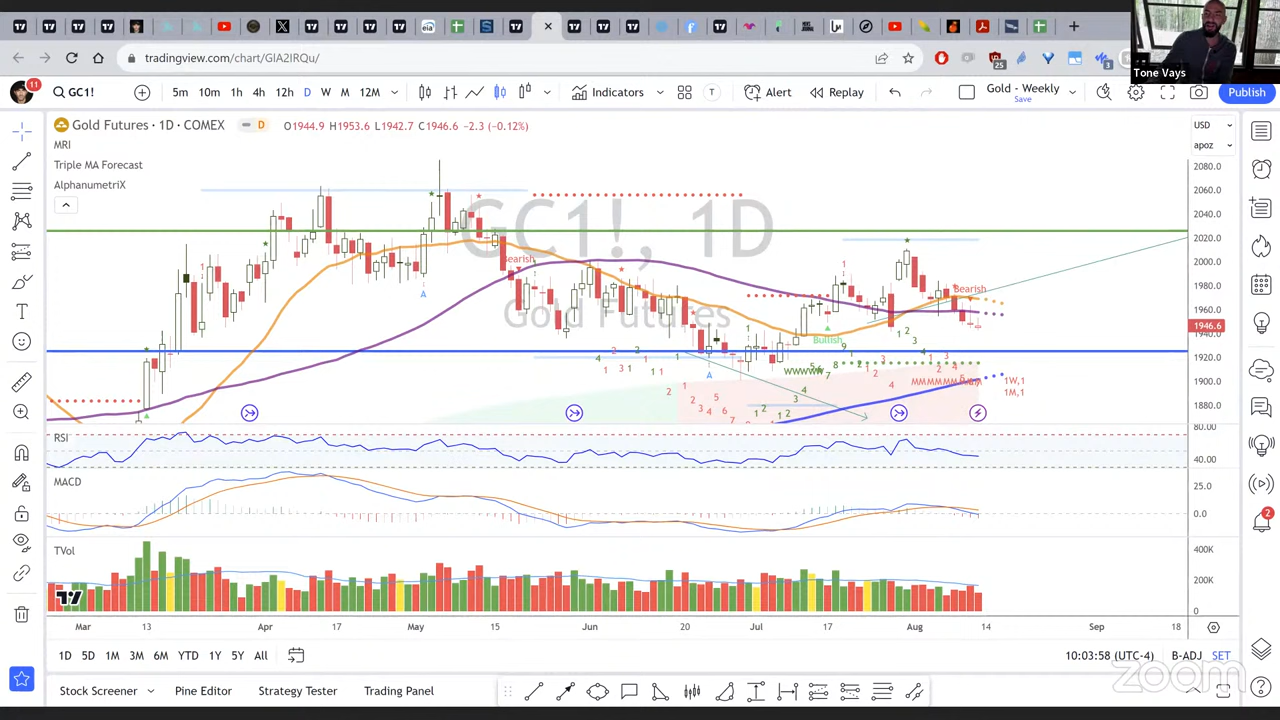 tradingview.com/chart/GIA2IRQu/
25
3
Tone Vays
11
GC1!
5m 10m 1h 4h 12h D W M 12M
Indicators
T
Alert
Replay
Gold - Weekly
Save
Publish
Gold Futures · 1D · COMEX
D
O1944.9 H1953.6 L1942.7 C1946.6 −2.3 (−0.12%)
MRI
Triple MA Forecast
AlphanumetriX
USD
apoz
GC1!, 1D
Gold Futures
Bearish
Bearish
Bullish
A
A
1W,1
1M,1
2080.0
2060.0
2040.0
2020.0
2000.0
1980.0
1960.0
1946.6
1940.0
1920.0
1900.0
1880.0
RSI
80.00
40.00
MACD
25.0
0.0
TVol
400K
200K
0
Mar 13 Apr 17 May 15 Jun 20 Jul 17 Aug 14 Sep 18
1D 5D 1M 3M 6M YTD 1Y 5Y All
10:03:58 (UTC-4)
B-ADJ
SET
Stock Screener
Pine Editor
Strategy Tester
Trading Panel
zoom
2